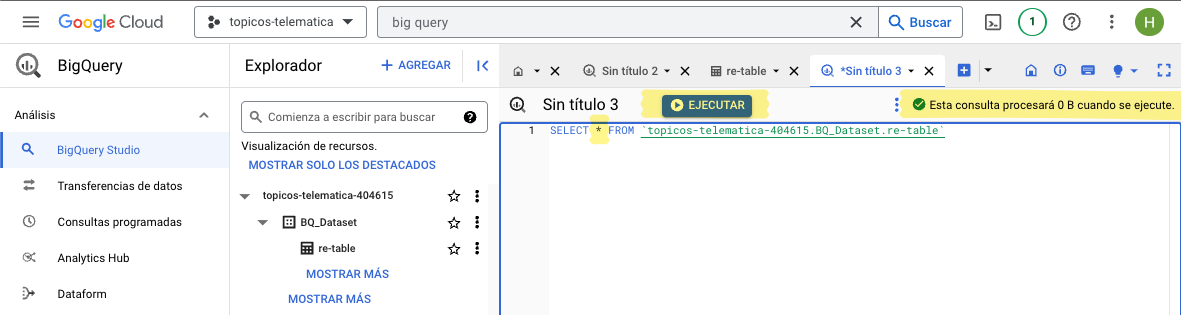 Google Cloud
topicos-telematica
big query
Buscar
1
H
BigQuery
Análisis
BigQuery Studio
Transferencias de datos
Consultas programadas
Analytics Hub
Dataform
Explorador
+ AGREGAR
Comienza a escribir para buscar
Visualización de recursos.
MOSTRAR SOLO LOS DESTACADOS
topicos-telematica-404615
BQ_Dataset
re-table
MOSTRAR MÁS
MOSTRAR MÁS
Sin título 2
re-table
*Sin título 3
Sin título 3
EJECUTAR
Esta consulta procesará 0 B cuando se ejecute.
1 SELECT * FROM `topicos-telematica-404615.BQ_Dataset.re-table`